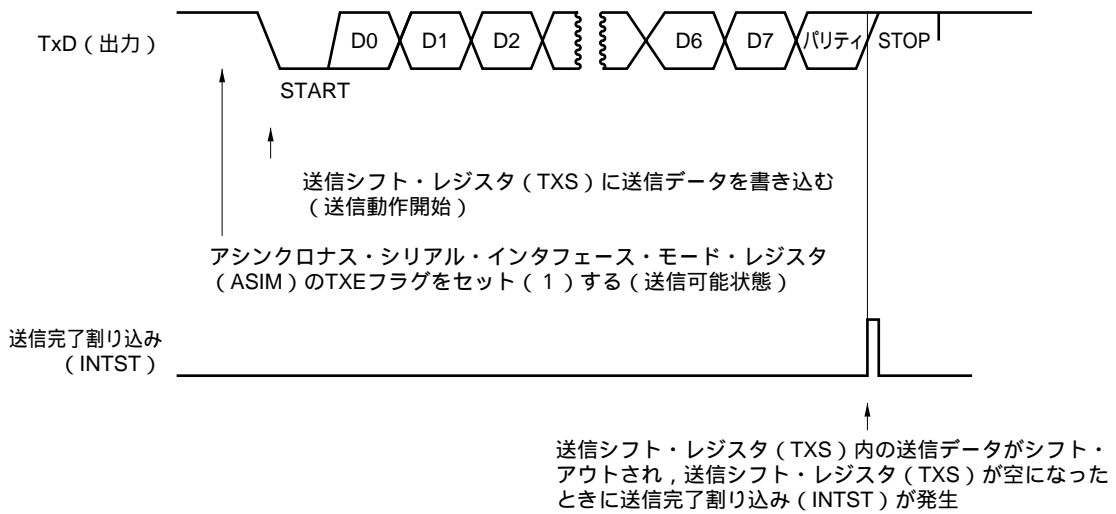 TxD（出力）
D0 D1 D2 D6 D7 パリティ STOP
START
送信シフト・レジスタ（TXS）に送信データを書き込む
（送信動作開始）
アシンクロナス・シリアル・インタフェース・モード・レジスタ
（ASIM）のTXEフラグをセット（1）する（送信可能状態）
送信完了割り込み
（INTST）
送信シフト・レジスタ（TXS）内の送信データがシフト・
アウトされ，送信シフト・レジスタ（TXS）が空になった
ときに送信完了割り込み（INTST）が発生